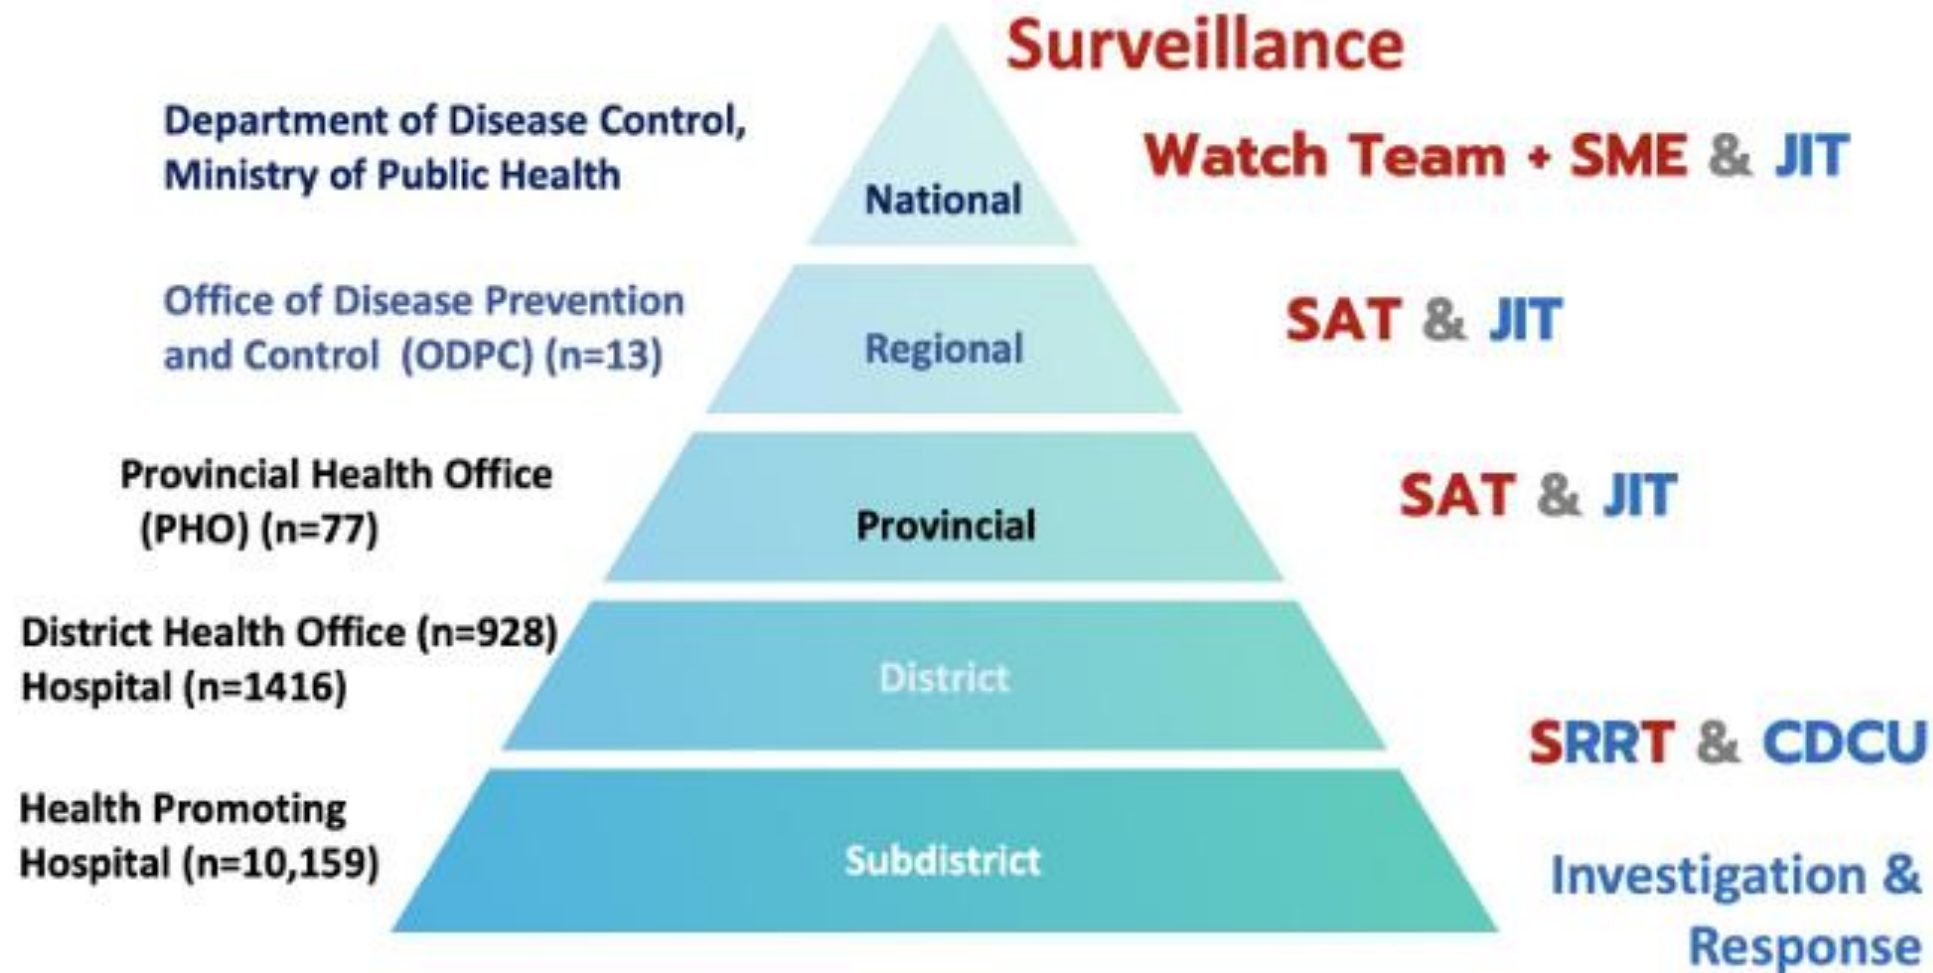 Surveillance
Department of Disease Control,
Ministry of Public Health
National
Watch Team + SME & JIT
Office of Disease Prevention
and Control (ODPC) (n=13)
Regional
SAT & JIT
Provincial Health Office
(PHO) (n=77)
Provincial
SAT & JIT
District Health Office (n=928)
Hospital (n=1416)
District
SRRT & CDCU
Health Promoting
Hospital (n=10,159)
Subdistrict
Investigation &
Response